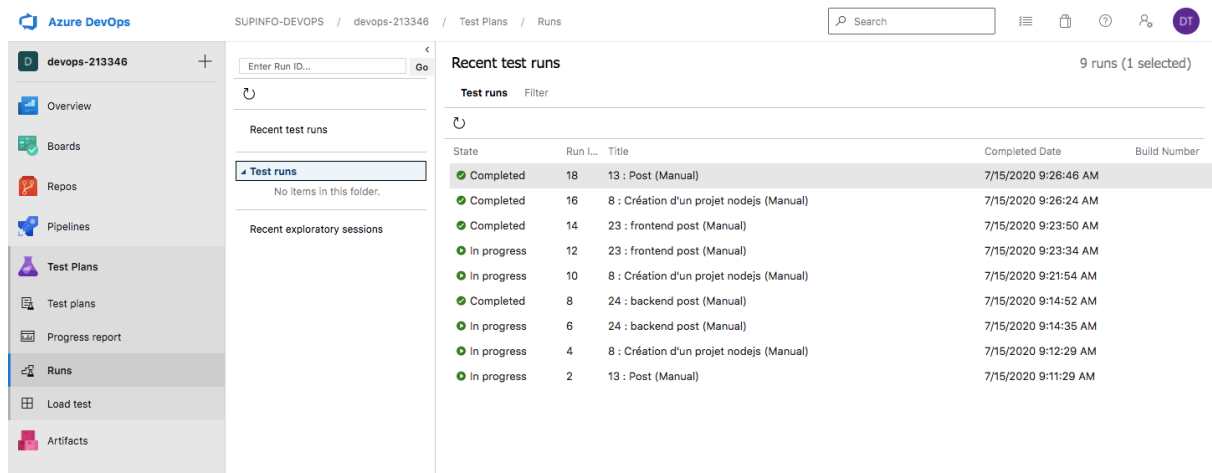 Azure DevOps
SUPINFO-DEVOPS / devops-213346 / Test Plans / Runs
Search
DT
D devops-213346
Overview
Boards
Repos
Pipelines
Test Plans
Test plans
Progress report
Runs
Load test
Artifacts
Enter Run ID... Go
Recent test runs
Test runs
No items in this folder.
Recent exploratory sessions
Recent test runs
9 runs (1 selected)
Test runs Filter
State Run I... Title Completed Date Build Number
Completed 18 13 : Post (Manual) 7/15/2020 9:26:46 AM
Completed 16 8 : Création d'un projet nodejs (Manual) 7/15/2020 9:26:24 AM
Completed 14 23 : frontend post (Manual) 7/15/2020 9:23:50 AM
In progress 12 23 : frontend post (Manual) 7/15/2020 9:23:34 AM
In progress 10 8 : Création d'un projet nodejs (Manual) 7/15/2020 9:21:54 AM
Completed 8 24 : backend post (Manual) 7/15/2020 9:14:52 AM
In progress 6 24 : backend post (Manual) 7/15/2020 9:14:35 AM
In progress 4 8 : Création d'un projet nodejs (Manual) 7/15/2020 9:12:29 AM
In progress 2 13 : Post (Manual) 7/15/2020 9:11:29 AM